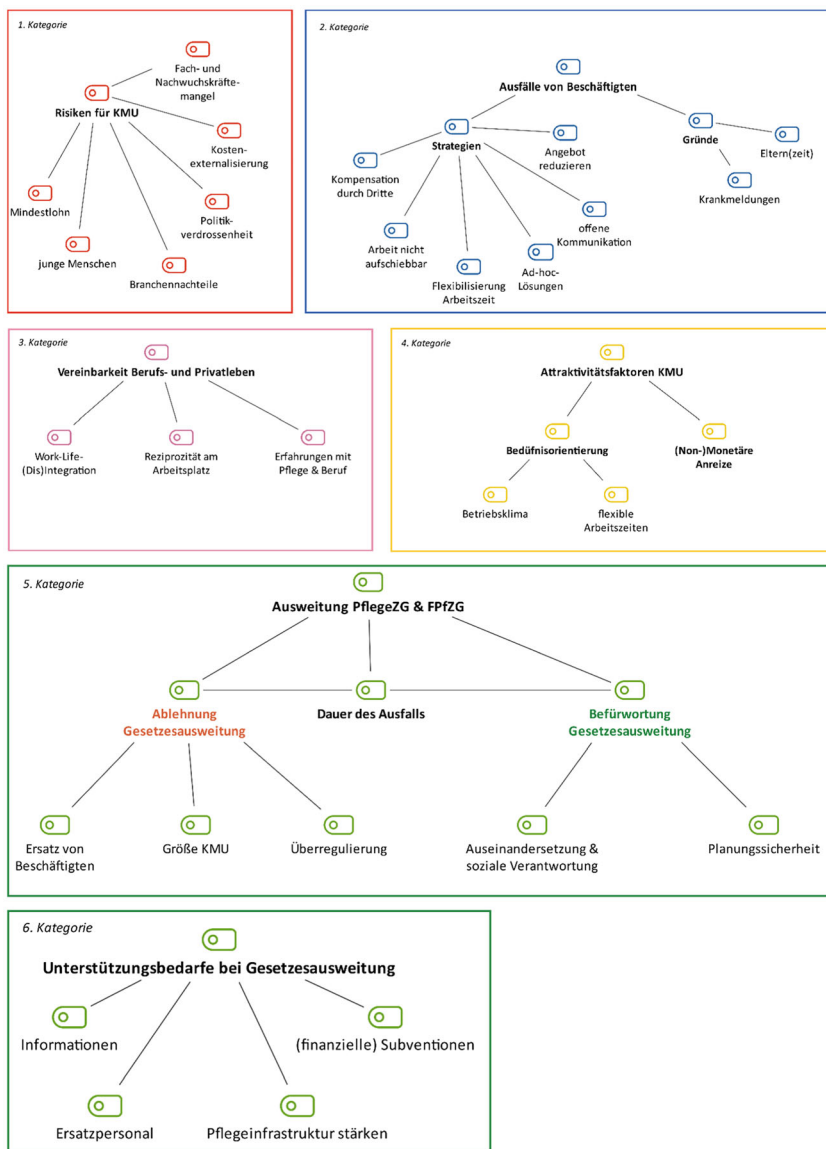 1. Kategorie
Fach- und
Nachwuchskräfte-
mangel
Risiken für KMU
Kosten-
externalisierung
Mindestlohn
Politik-
verdrossenheit
junge Menschen
Branchennachteile
2. Kategorie
Ausfälle von Beschäftigten
Strategien
Angebot
reduzieren
Gründe
Eltern(zeit)
Kompensation
durch Dritte
Krankmeldungen
Arbeit nicht
aufschiebbar
offene
Kommunikation
Flexibilisierung
Arbeitszeit
Ad-hoc-
Lösungen
3. Kategorie
Vereinbarkeit Berufs- und Privatleben
Work-Life-
(Dis)Integration
Reziprozität am
Arbeitsplatz
Erfahrungen mit
Pflege & Beruf
4. Kategorie
Attraktivitätsfaktoren KMU
Bedüfnisorientierung
(Non-)Monetäre
Anreize
Betriebsklima
flexible
Arbeitszeiten
5. Kategorie
Ausweitung PflegeZG & FPfZG
Ablehnung
Gesetzesausweitung
Dauer des Ausfalls
Befürwortung
Gesetzesausweitung
Ersatz von
Beschäftigten
Größe KMU
Überregulierung
Auseinandersetzung &
soziale Verantwortung
Planungssicherheit
6. Kategorie
Unterstützungsbedarfe bei Gesetzesausweitung
Informationen
(finanzielle) Subventionen
Ersatzpersonal
Pflegeinfrastruktur stärken